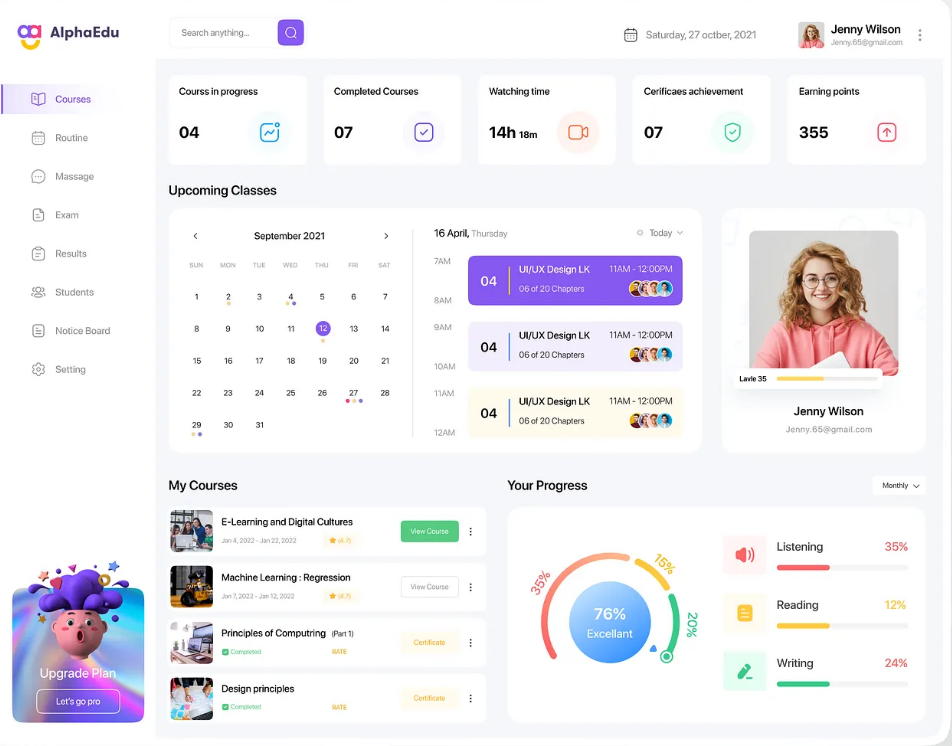 AlphaEdu
Search anything...
Saturday, 27 octber, 2021
Jenny Wilson
Jenny.65@gmail.com
Courses
Routine
Massage
Exam
Results
Students
Notice Board
Setting
Upgrade Plan
Let's go pro
Courss in progress
04
Completed Courses
07
Watching time
14h 18m
Cerificaes achievement
07
Earning points
355
Upcoming Classes
September 2021
SUN MON TUE WED THU FRI SAT
1 2 3 4 5 6 7
8 9 10 11 12 13 14
15 16 17 18 19 20 21
22 23 24 25 26 27 28
29 30 31
16 April, Thursday
Today
7AM
8AM
9AM
10AM
11AM
12AM
04
UI/UX Design LK 11AM - 12:00PM
06 of 20 Chapters
04
UI/UX Design LK 11AM - 12:00PM
06 of 20 Chapters
04
UI/UX Design LK 11AM - 12:00PM
06 of 20 Chapters
Lavle 35
Jenny Wilson
Jenny.65@gmail.com
My Courses
E-Learning and Digital Cultures
Jan 4, 2022 - Jan 22, 2022 (4.7)
View Course
Machine Learning : Regression
Jan 7, 2022 - Jan 12, 2022 (4.7)
View Course
Principles of Computing (Part 1)
Completed RATE
Certificate
Design principles
Completed RATE
Certificate
Your Progress
Monthly
35%
15%
20%
76%
Excellant
Listening 35%
Reading 12%
Writing 24%